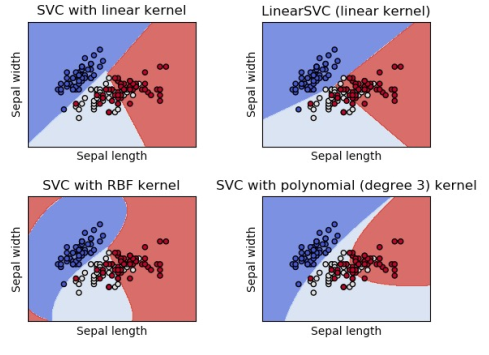 SVC with linear kernel
LinearSVC (linear kernel)
Sepal width
Sepal width
Sepal length
Sepal length
SVC with RBF kernel
SVC with polynomial (degree 3) kernel
Sepal width
Sepal width
Sepal length
Sepal length